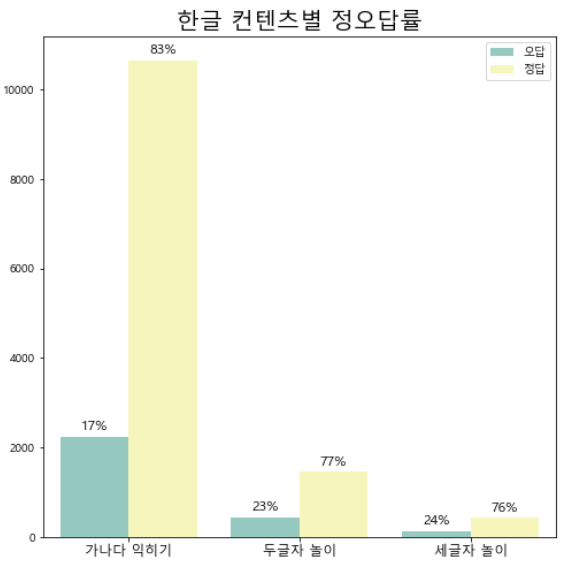 한글 컨텐츠별 정오답률
오답
정답
10000
8000
6000
4000
2000
0
17%
83%
23%
77%
24%
76%
가나다 익히기
두글자 놀이
세글자 놀이